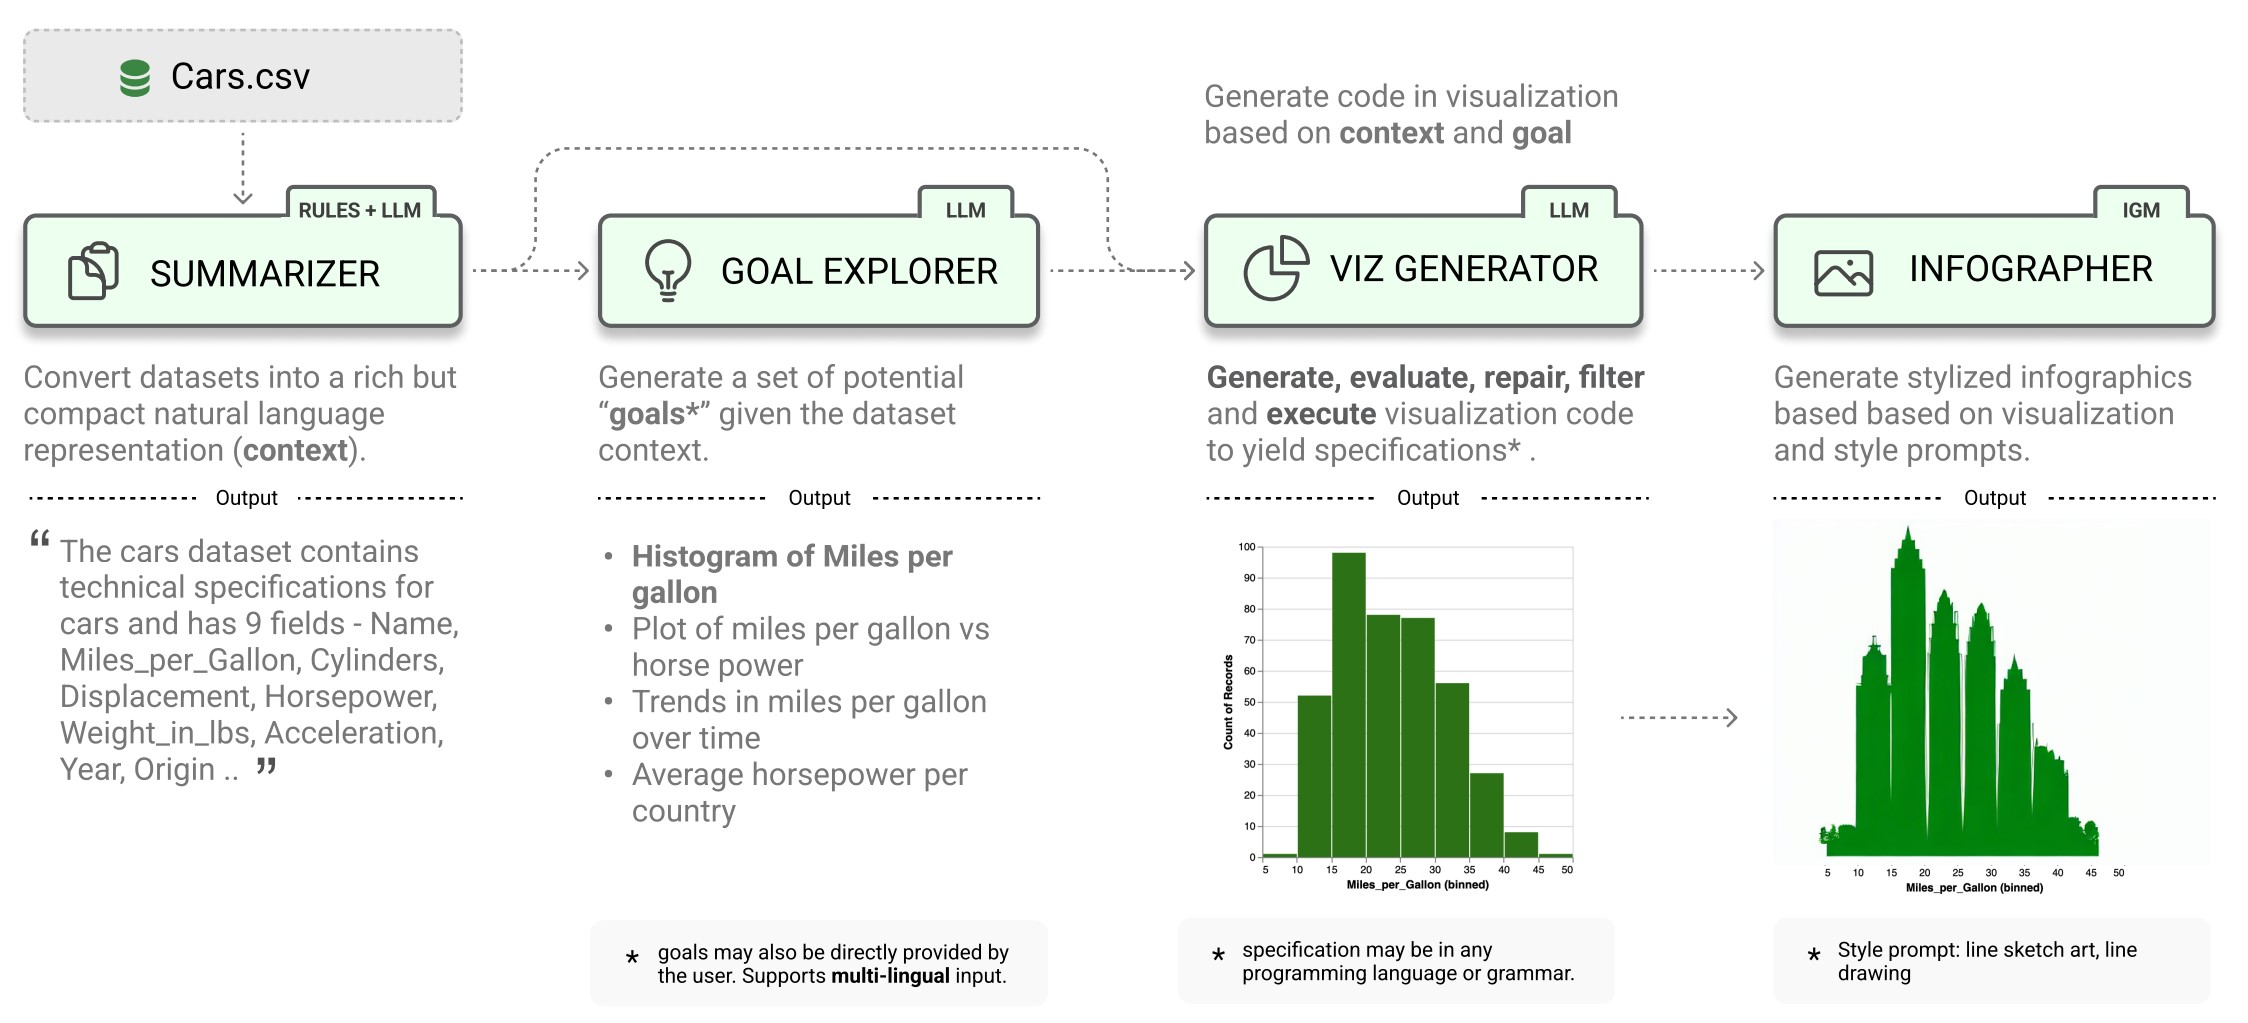 Cars.csv
Generate code in visualization
based on context and goal
RULES + LLM
SUMMARIZER
LLM
GOAL EXPLORER
LLM
VIZ GENERATOR
IGM
INFOGRAPHER
Convert datasets into a rich but
compact natural language
representation (context).
Output
“ The cars dataset contains
technical specifications for
cars and has 9 fields - Name,
Miles_per_Gallon, Cylinders,
Displacement, Horsepower,
Weight_in_lbs, Acceleration,
Year, Origin .. ”
Generate a set of potential
“goals*” given the dataset
context.
Output
• Histogram of Miles per
gallon
• Plot of miles per gallon vs
horse power
• Trends in miles per gallon
over time
• Average horsepower per
country
* goals may also be directly provided by
the user. Supports multi-lingual input.
Generate, evaluate, repair, filter
and execute visualization code
to yield specifications* .
Output
Count of Records
100
90
80
70
60
50
40
30
20
10
0
5 10 15 20 25 30 35 40 45 50
Miles_per_Gallon (binned)
* specification may be in any
programming language or grammar.
Generate stylized infographics
based based on visualization
and style prompts.
Output
5 10 15 20 25 30 35 40 45 50
Miles_per_Gallon (binned)
* Style prompt: line sketch art, line
drawing